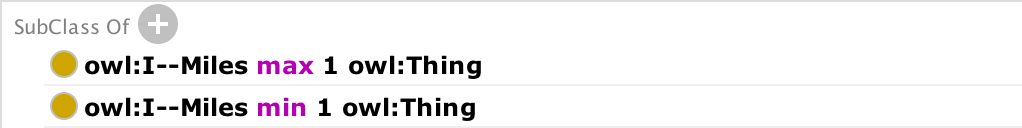 SubClass Of
owl:I--Miles max 1 owl:Thing
owl:I--Miles min 1 owl:Thing